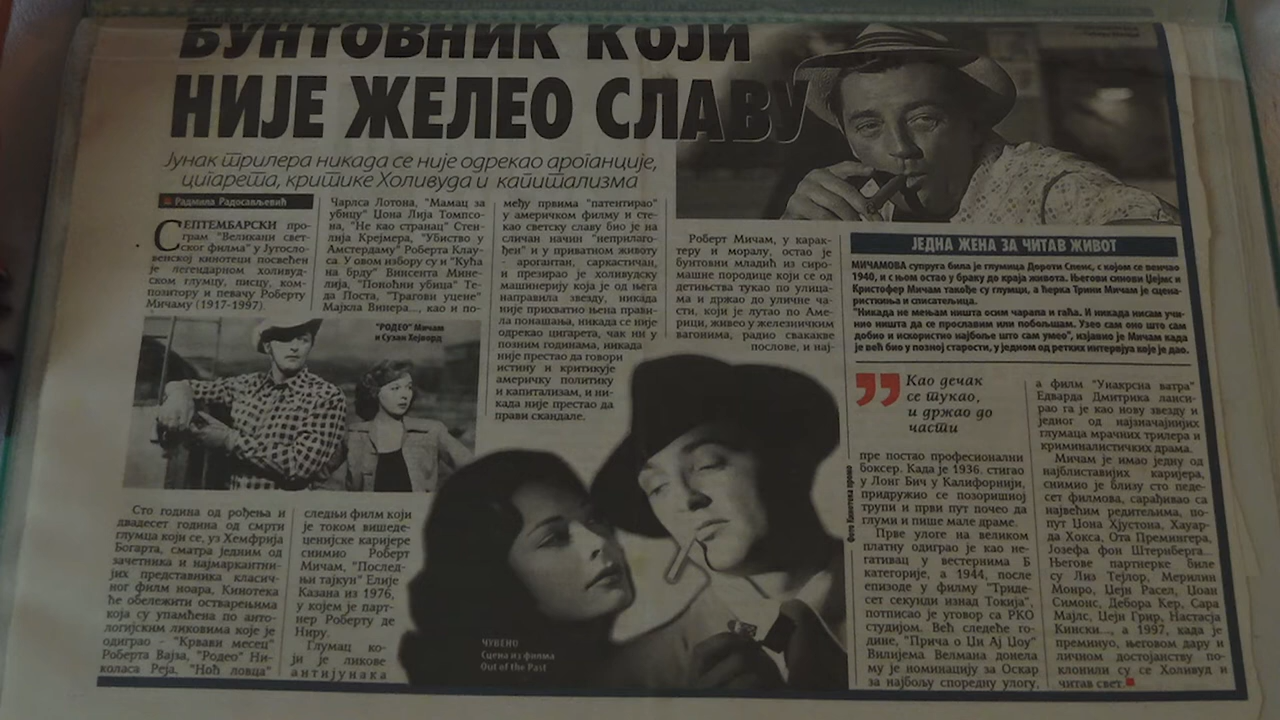 БУНТОВНИК КОЈИ
НИЈЕ ЖЕЛЕО СЛАВУ
Јунак трилера никада се није одрекао ароганције,
цигарета, критике Холивуда и капитализма
Радмила Радосављевић
СЕПТЕМБАРСКИ про-
грам "Великани свет-
ског филма" у Југосло-
венској кинотеци посвећен
је легендарном холивуд-
ском глумцу, писцу, ком-
позитору и певачу Роберту
Мичаму (1917-1997).
"РОДЕО" Мичам
и Сузан Хејворд
Сто година од рођења и
двадесет година од смрти
глумца који се, уз Хемфрија
Богарта, сматра једним од
зачетника и најмаркантни-
јих представника класич-
ног филм ноара, Кинотека
ће обележити остварењима
која су упамћена по анто-
логијским ликовима које је
одиграо - "Крвави месец"
Роберта Вајза, "Родео" Ни-
коласа Реја, "Ноћ ловца"
Чарлса Лотона, "Мамац за
убицу" Џона Лија Томпсо-
на, "Не као странац" Стен-
лија Крејмера, "Убиство у
Амстердаму" Роберта Клау-
са. У овом избору су и "Кућа
на брду" Винсента Мине-
лија, "Поноћни убица" Те-
да Поста, "Трагови уцене"
Мајкла Винера..., као и по-
следњи филм који
је током вишеде-
ценијске каријере
снимио Роберт
Мичам, "Послед-
њи тајкун" Елије
Казана из 1976,
у којем је парт-
нер Роберту де
Ниру.
Глумац ко-
ји је ликове
антијунака
међу првима "патентирао"
у америчком филму и сте-
као светску славу био је на
сличан начин "неприлаго-
ђени" и у приватном животу
- арогантан, саркастичан,
и презирао је холивудску
машинерију која је од њега
направила звезду, никада
није прихватио њена прави-
ла понашања, никада се није
одрекао цигарета, чак ни у
позним годинама, никада
није престао да говори
истину и критикује
америчку политику
и капитализам, и ни-
када није престао да
прави скандале.
ЧУВЕНО
Сцена из филма
Out of the Past
Роберт Мичам, у карак-
теру и моралу, остао је
бунтовни младић из сиро-
машне породице који се од
детињства тукао по улица-
ма и држао до уличне час-
ти, који је лутао по Аме-
рици, живео у железничким
вагонима, радио свакакве
послове, и нај-
ЈЕДНА ЖЕНА ЗА ЧИТАВ ЖИВОТ
МИЧАМОВА супруга била је глумица Дороти Спенс, с којом се венчао
1940, и с њом остао у браку до краја живота. Његови синови Џејмс и
Кристофер Мичам такође су глумци, а ћерка Трини Мичам је сцена-
ристкиња и списатељица.
"Никада не мењам ништа осим чарапа и гаћа. И никада нисам учи-
нио ништа да се прославим или побољшам. Узео сам оно што сам
добио и искористио најбоље што сам умео", изјавио је Мичам када
је већ био у позној старости, у једном од ретких интервјуа које је дао.
Као дечак
се тукао,
и држао до
части
Фото Кинотека промо
пре постао професионални
боксер. Када је 1936. стигао
у Лонг Бич у Калифорнији,
придружио се позоришној
трупи и први пут почео да
глуми и пише мале драме.
Прве улоге на великом
платну одиграо је као не-
гативац у вестернима Б
категорије, а 1944, после
епизоде у филму "Триде-
сет секунди изнад Токија",
потписао је уговор са РКО
студијом. Већ следеће го-
дине, "Прича о Џи Ај Џоу"
Вилијема Велмана донела
му је номинацију за Оскар
за најбољу споредну улогу,
а филм "Унакрсна ватра"
Едварда Дмитрика лансо-
рао га је као нову звезду и
једног од најзначајнијих
глумаца мрачних трилера и
криминалистичких драма.
Мичам је имао једну од
најблиставијих каријера,
снимио је близу сто педе-
сет филмова, сарађивао са
највећим редитељима, по-
пут Џона Хјустона, Хауар-
да Хокса, Ота Премингера,
Јозефа фон Штернберга...
Његове партнерке биле
су Лиз Тејлор, Мерилин
Монро, Џејн Расел, Џоан
Симонс, Дебора Кер, Сара
Мајлс, Џејн Грир, Настасја
Кински..., а 1997, када је
преминуо, његовом дару и
личном достојанству по-
клонили су се Холивуд и
читав свет.